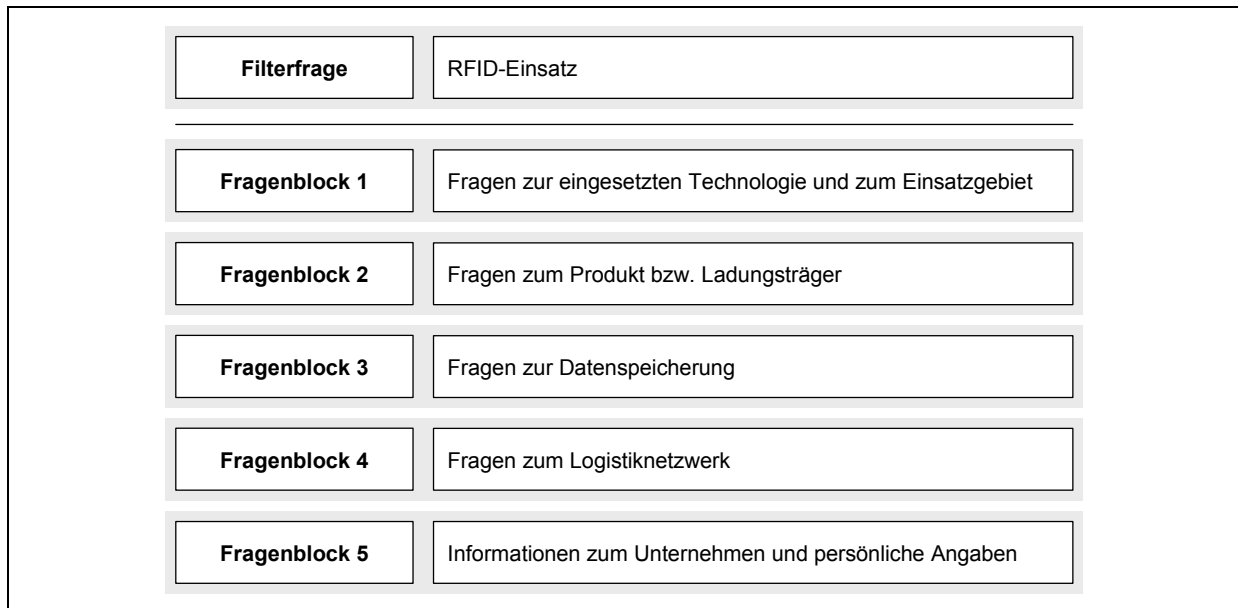 Filterfrage RFID-Einsatz
Fragenblock 1 Fragen zur eingesetzten Technologie und zum Einsatzgebiet
Fragenblock 2 Fragen zum Produkt bzw. Ladungsträger
Fragenblock 3 Fragen zur Datenspeicherung
Fragenblock 4 Fragen zum Logistiknetzwerk
Fragenblock 5 Informationen zum Unternehmen und persönliche Angaben